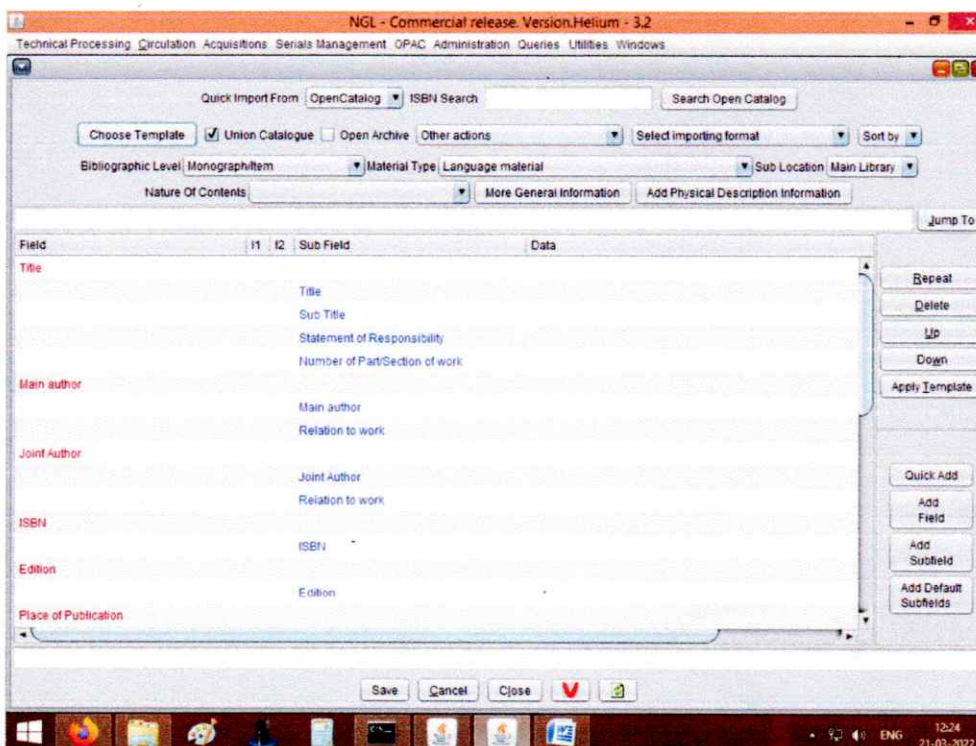 NGL - Commercial release. Version.Helium - 3.2
Technical Processing Circulation Acquisitions Serials Management OPAC Administration Queries Utilities Windows
Quick Import From OpenCatalog ISBN Search Search Open Catalog
Choose Template Union Catalogue Open Archive Other actions Select importing format Sort by
Bibliographic Level Monograph/Item Material Type Language material Sub Location Main Library
Nature Of Contents More General Information Add Physical Description Information
Jump To
Field I1 I2 Sub Field Data
Title
Title
Sub Title
Statement of Responsibility
Number of Part/Section of work
Main author
Main author
Relation to work
Joint Author
Joint Author
Relation to work
ISBN
ISBN
Edition
Edition
Place of Publication
Repeat
Delete
Up
Down
Apply Template
Quick Add
Add
Field
Add
Subfield
Add Default
Subfields
Save Cancel Close
ENG 12:24